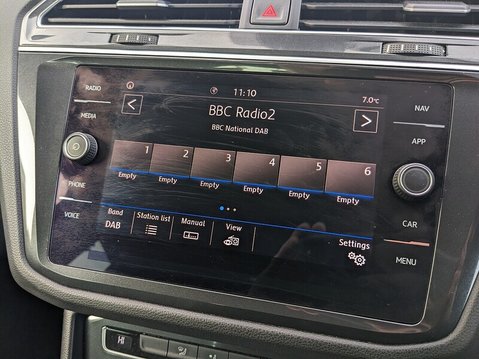 RADIO
MEDIA
PHONE
VOICE
11:10
7.0°C
BBC Radio2
BBC National DAB
<
>
1 2 3 4 5 6
Empty Empty Empty Empty Empty Empty
Band Station list Manual View Settings
DAB
NAV
APP
CAR
MENU
HI